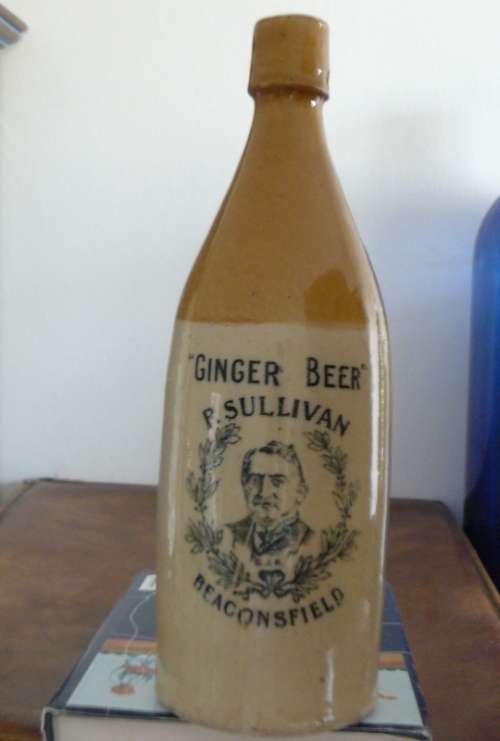 "GINGER BEER"
P. SULLIVAN
BEACONSFIELD